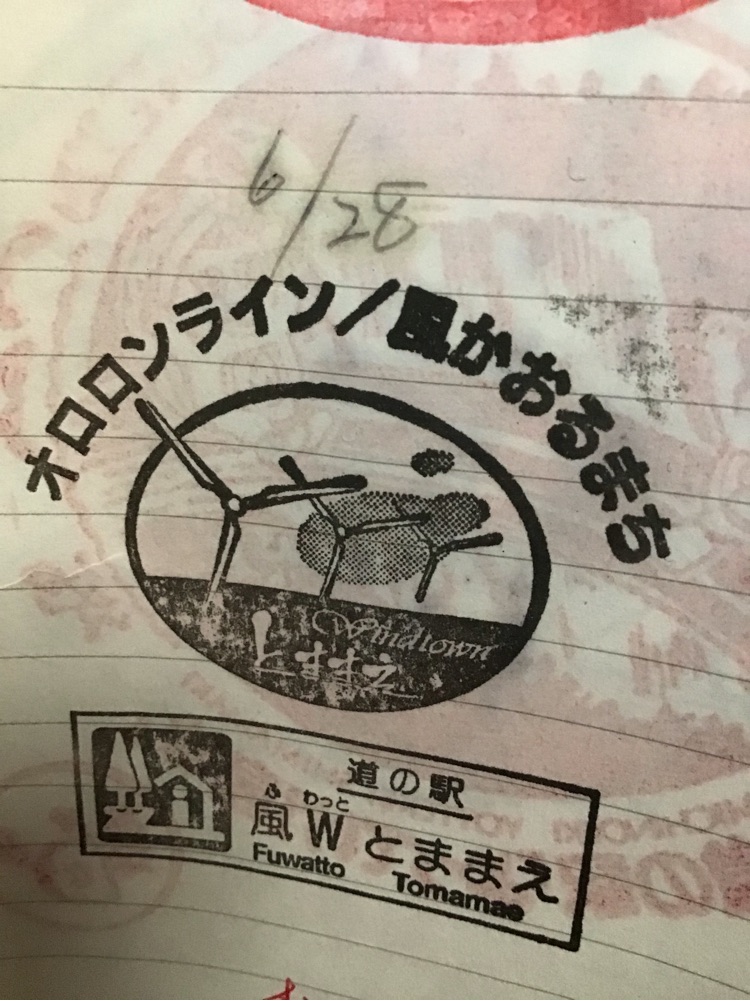 6/28
オロロンライン/風かおるまち
Windtown
とままえ
道の駅
ふ わっと
風W とままえ
Fuwatto Tomamae